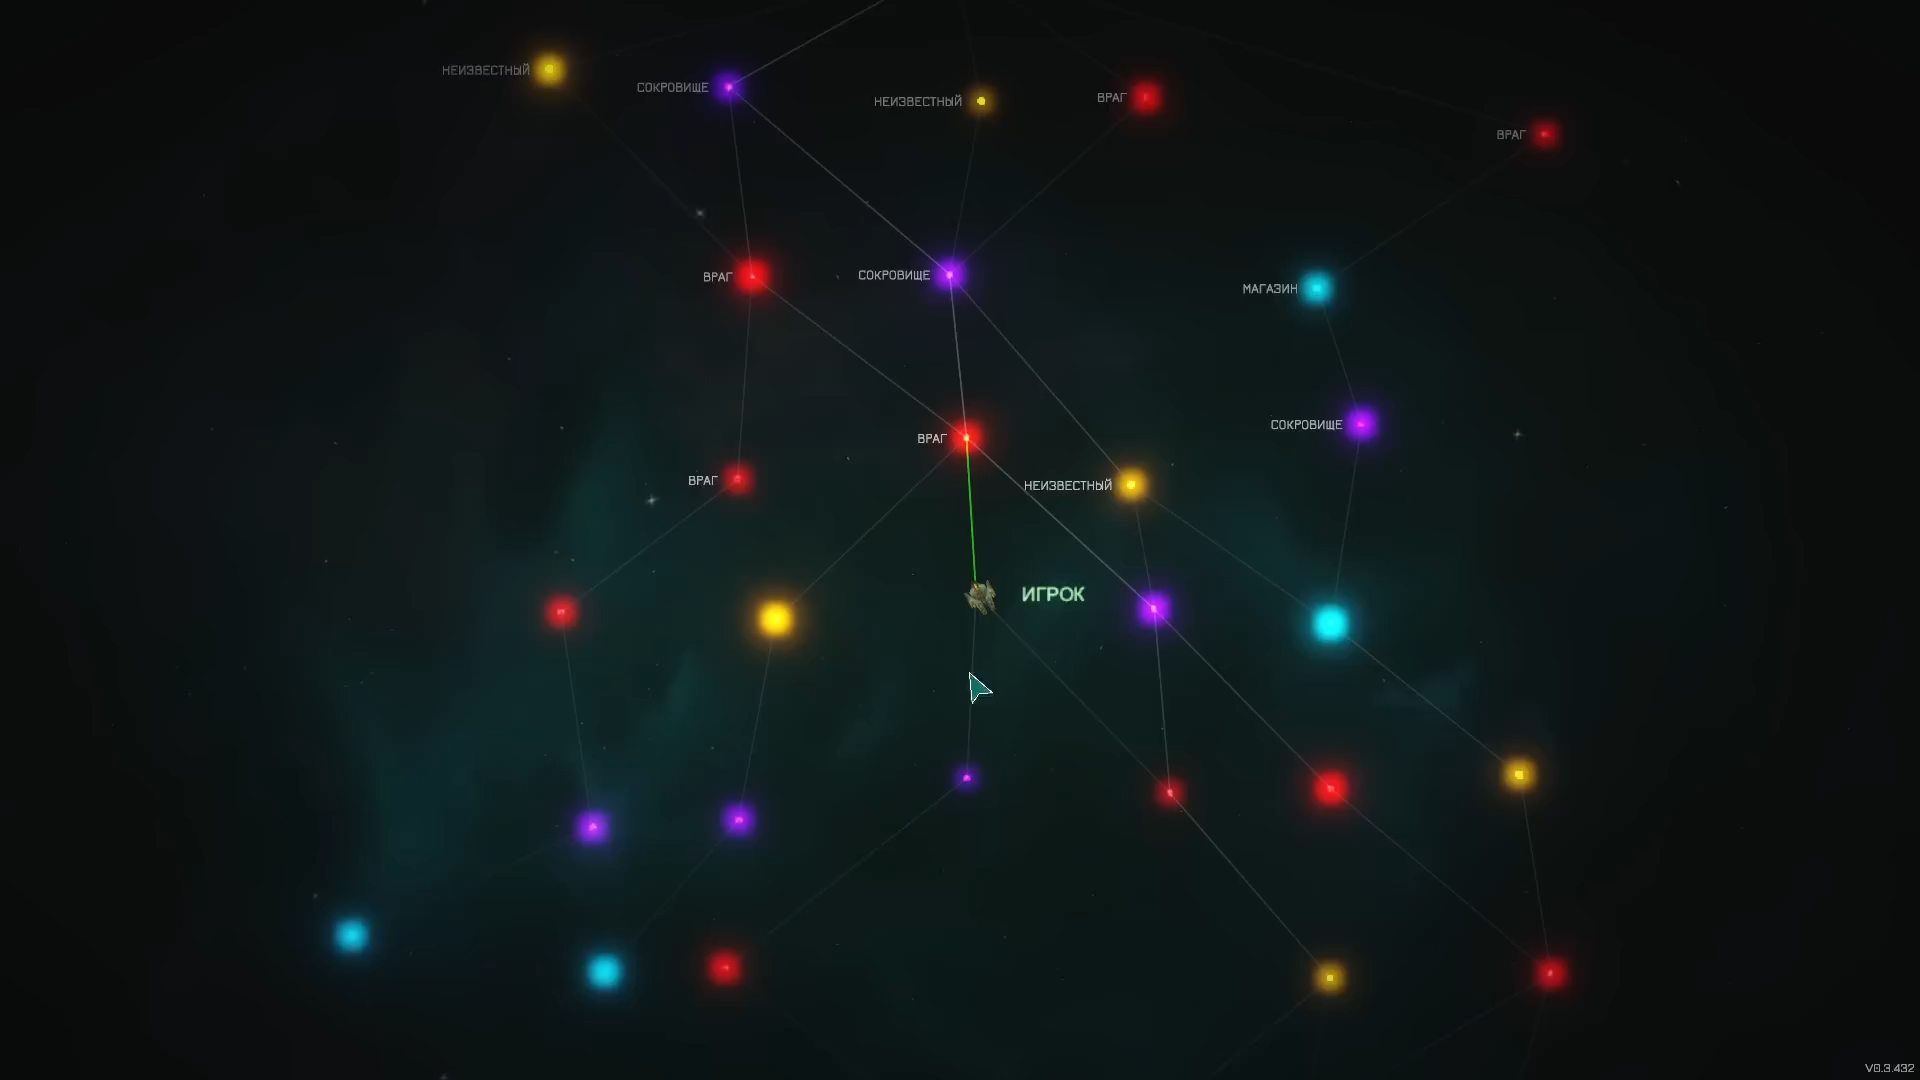 НЕИЗВЕСТНЫЙ
СОКРОВИЩЕ
НЕИЗВЕСТНЫЙ
ВРАГ
ВРАГ
ВРАГ
СОКРОВИЩЕ
МАГАЗИН
СОКРОВИЩЕ
ВРАГ
ВРАГ
НЕИЗВЕСТНЫЙ
ИГРОК
V0.3.432